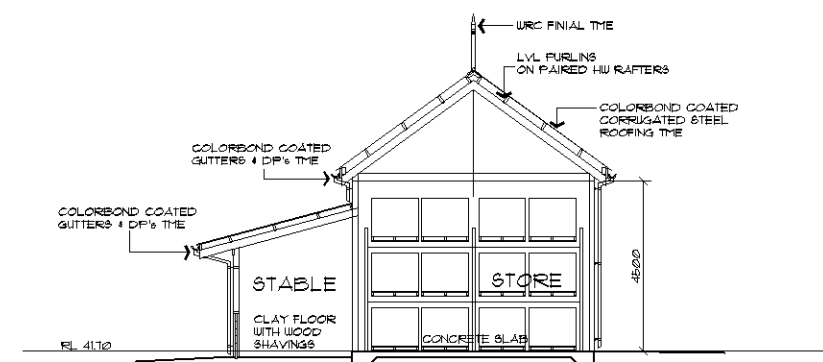 WRC FINIAL TME
LVL PURLINS
ON PAIRED HW RAFTERS
COLORBOND COATED
CORRUGATED STEEL
ROOFING TME
COLORBOND COATED
GUTTERS & DP's TME
COLORBOND COATED
GUTTERS & DP's TME
STABLE
STORE
4500
CLAY FLOOR
WITH WOOD
SHAVINGS
CONCRETE SLAB
RL 41.70